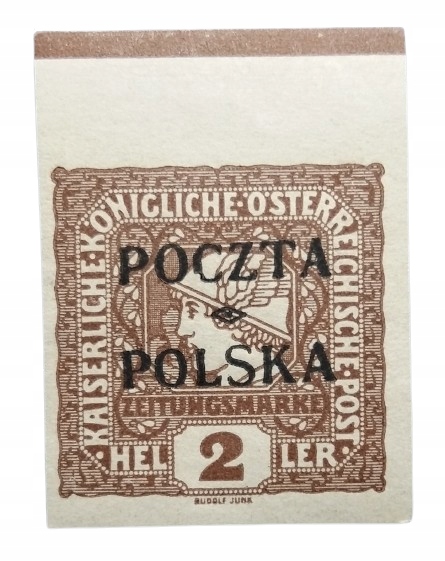 KAISERLICHE·KÖNIGLICHE·ÖSTERREICHISCHE·POST·
POCZTA
POLSKA
ZEITUNGSMARKE
·HEL 2 LER·
RUDOLF JUNK